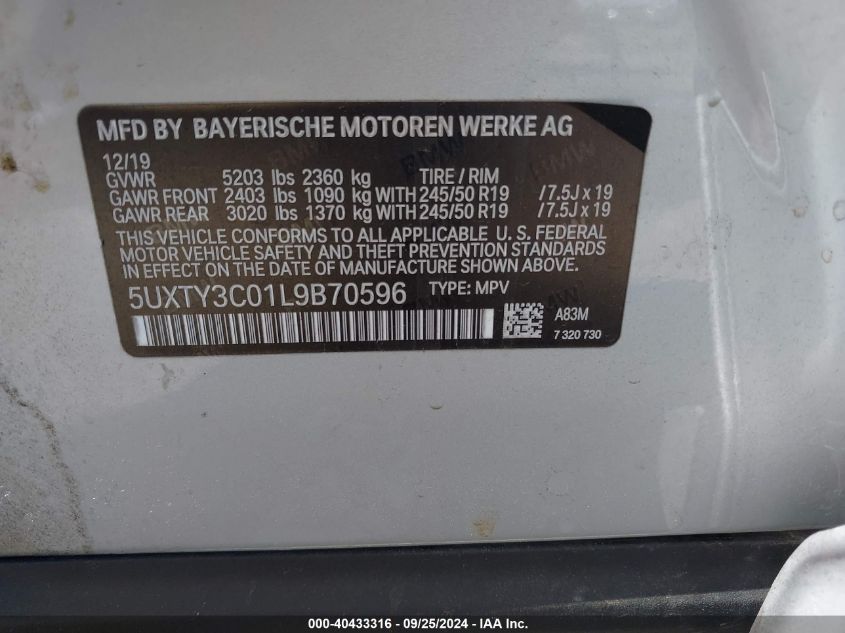 MFD BY BAYERISCHE MOTOREN WERKE AG
12/19
GVWR 5203 lbs 2360 kg TIRE / RIM
GAWR FRONT 2403 lbs 1090 kg WITH 245/50 R19 /7.5J x 19
GAWR REAR 3020 lbs 1370 kg WITH 245/50 R19 /7.5J x 19
THIS VEHICLE CONFORMS TO ALL APPLICABLE U. S. FEDERAL
MOTOR VEHICLE SAFETY AND THEFT PREVENTION STANDARDS
IN EFFECT ON THE DATE OF MANUFACTURE SHOWN ABOVE.
5UXTY3C01L9B70596 TYPE: MPV
A83M
7 320 730
000-40433316 - 09/25/2024 - IAA Inc.